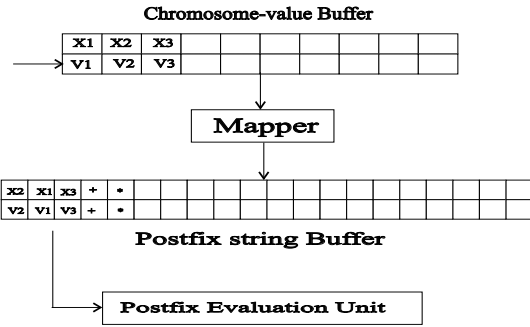 Chromosome-value Buffer
X1 X2 X3
V1 V2 V3
Mapper
X2 X1 X3 + *
V2 V1 V3 + *
Postfix string Buffer
Postfix Evaluation Unit